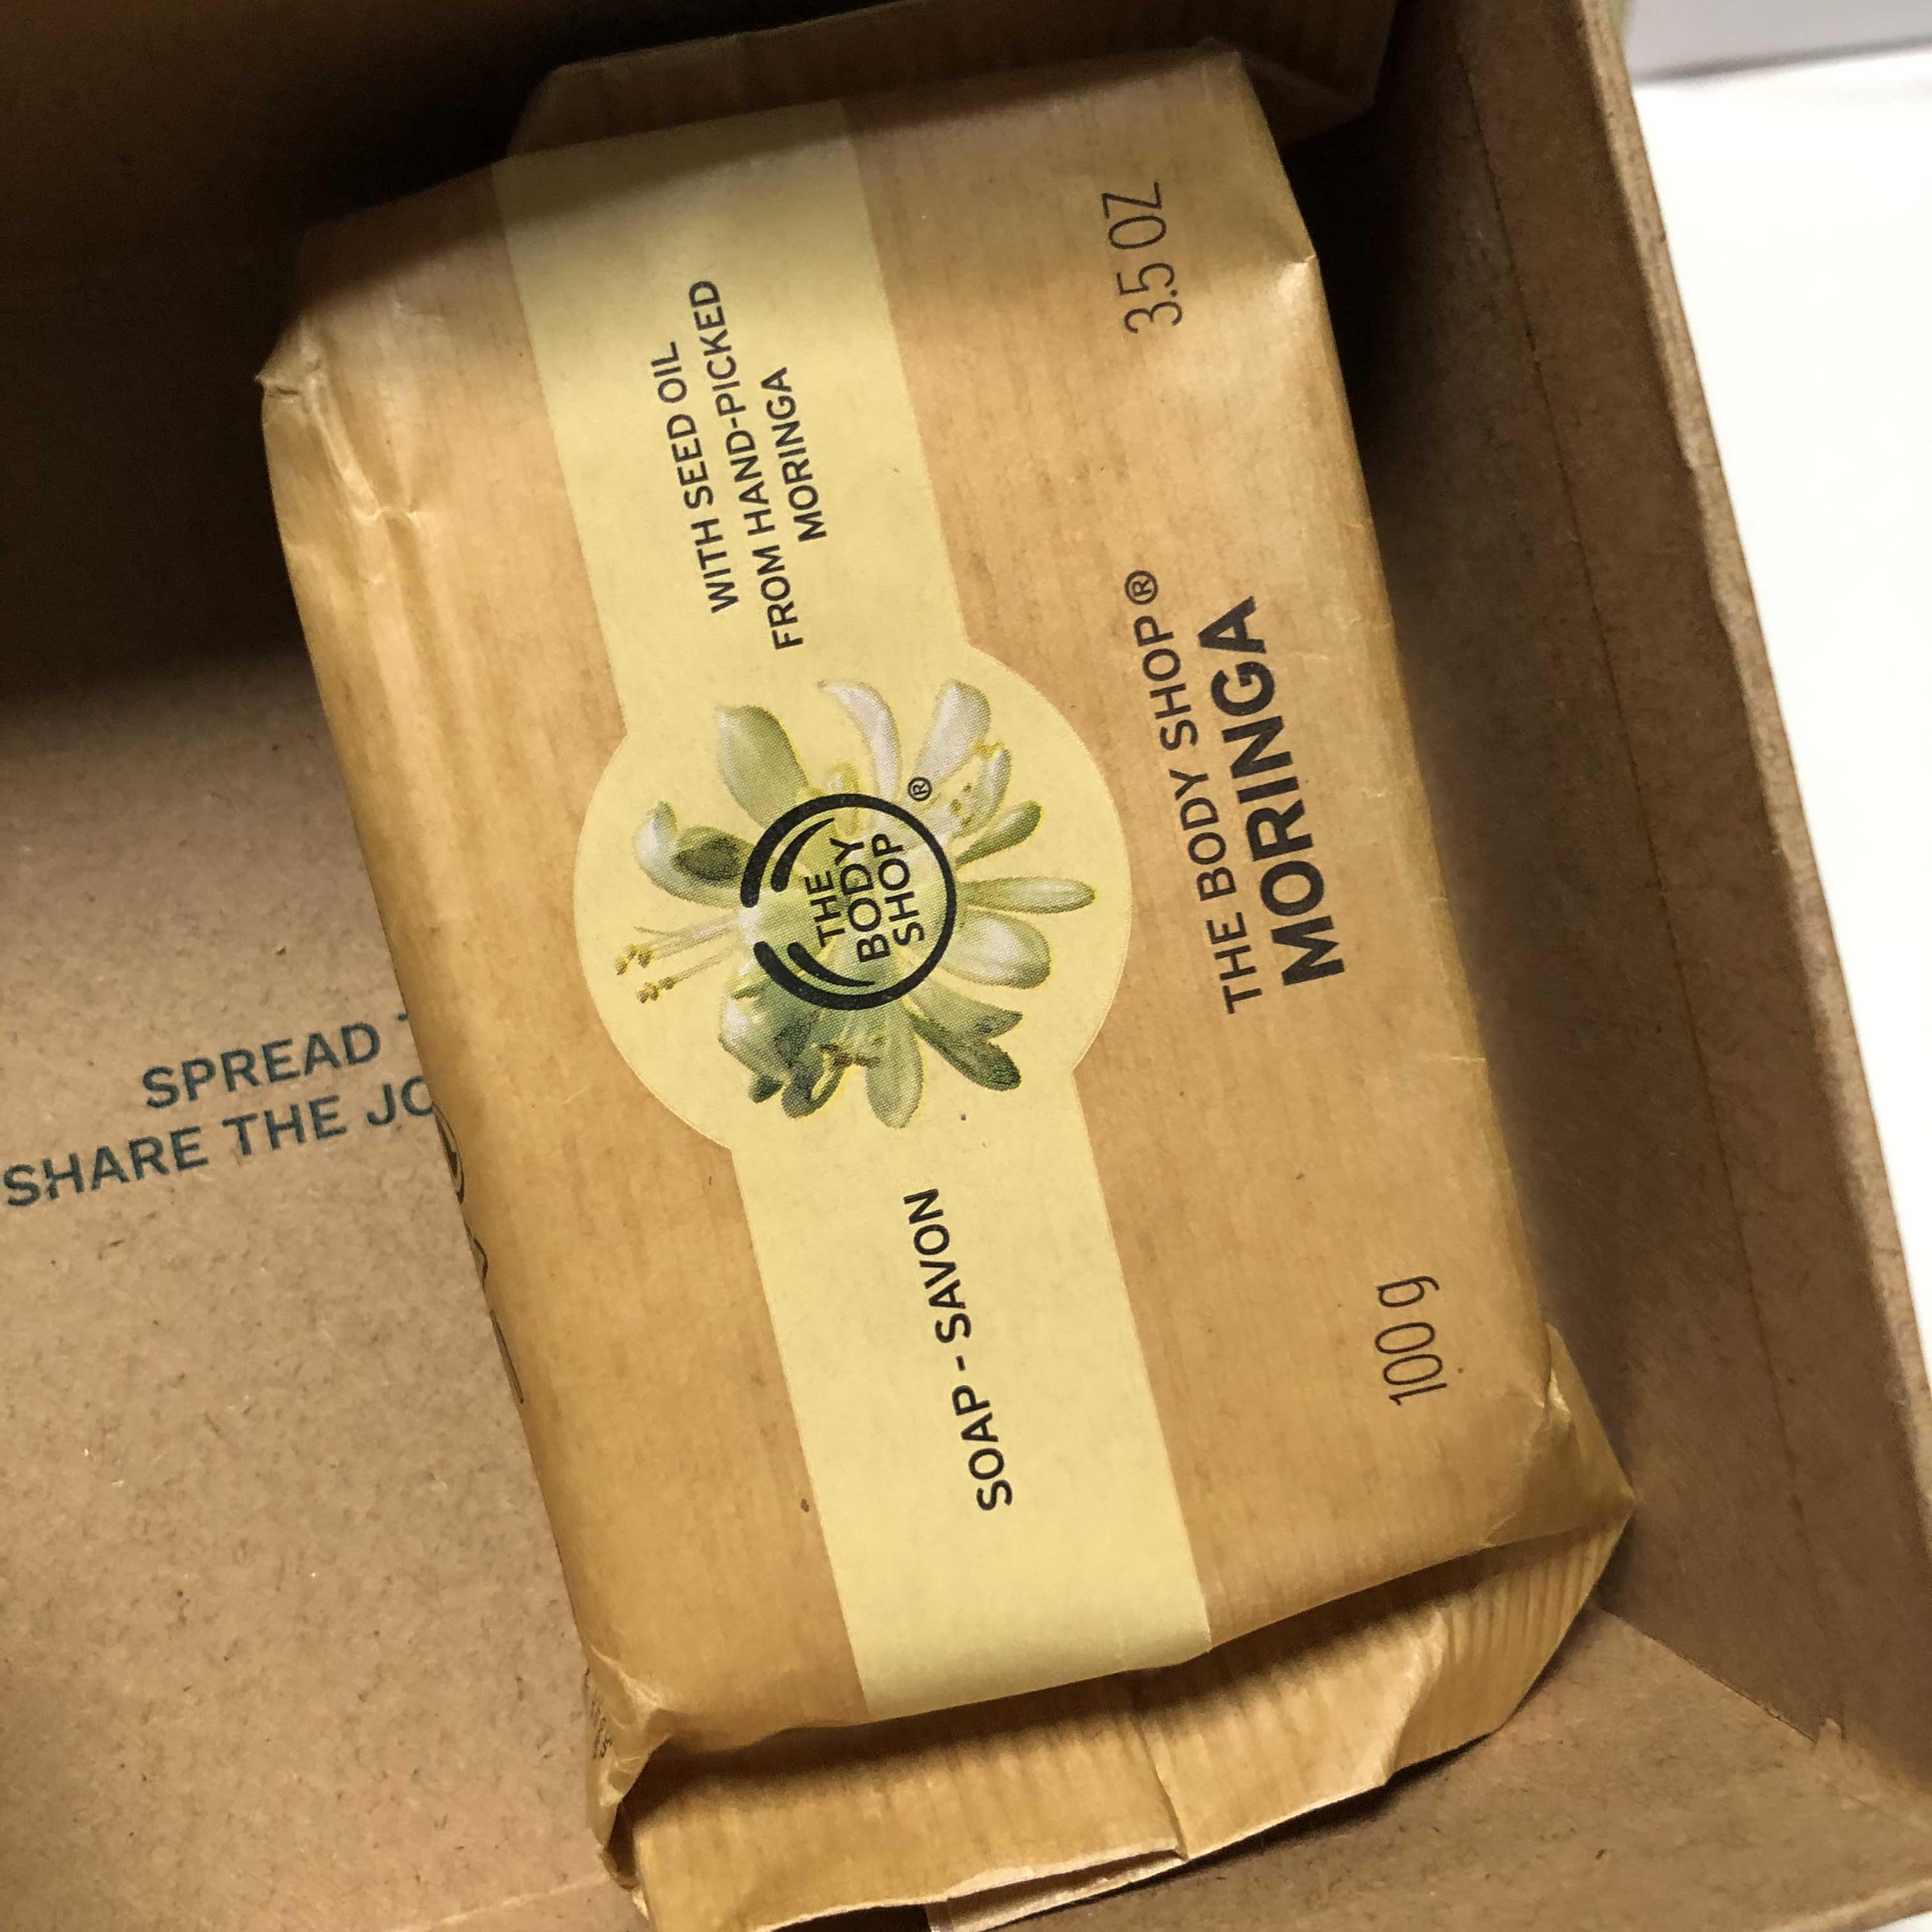 WITH SEED OIL
FROM HAND-PICKED
MORINGA
THE
BODY
SHOP®
SOAP - SAVON
THE BODY SHOP®
MORINGA
100 g
3.5 OZ
SPREAD
SHARE THE